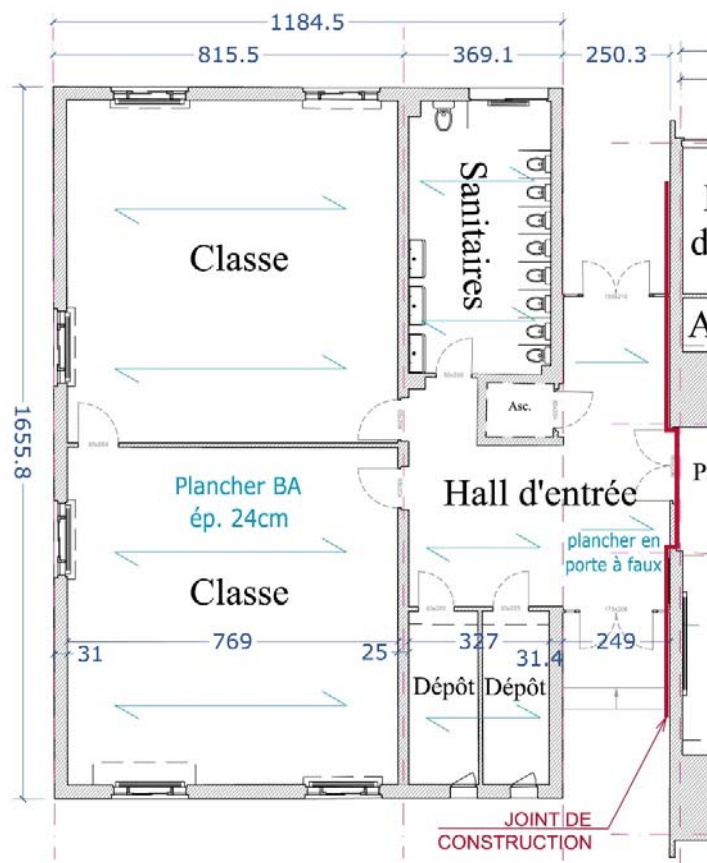 1184.5
815.5
369.1
250.3
Sanitaires
Classe
d
A
Asc.
1655.8
Plancher BA
ép. 24cm
Hall d'entrée
P
plancher en
porte à faux
Classe
31
769
25
327
31.4
249
Dépôt
Dépôt
JOINT DE
CONSTRUCTION